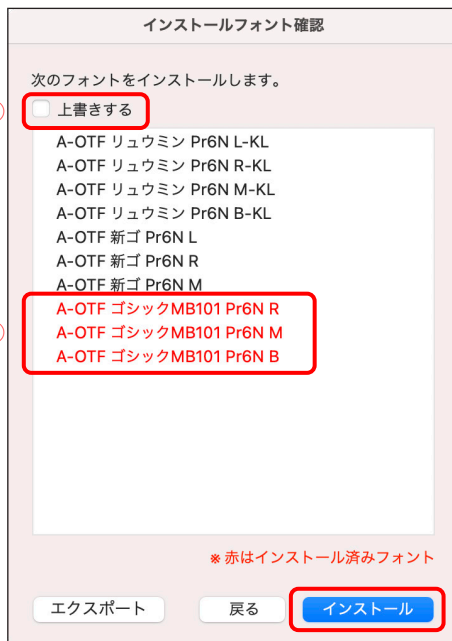 インストールフォント確認
次のフォントをインストールします。
上書きする
A-OTF リュウミン Pr6N L-KL
A-OTF リュウミン Pr6N R-KL
A-OTF リュウミン Pr6N M-KL
A-OTF リュウミン Pr6N B-KL
A-OTF 新ゴ Pr6N L
A-OTF 新ゴ Pr6N R
A-OTF 新ゴ Pr6N M
A-OTF ゴシックMB101 Pr6N R
A-OTF ゴシックMB101 Pr6N M
A-OTF ゴシックMB101 Pr6N B
※ 赤はインストール済みフォント
エクスポート 戻る インストール